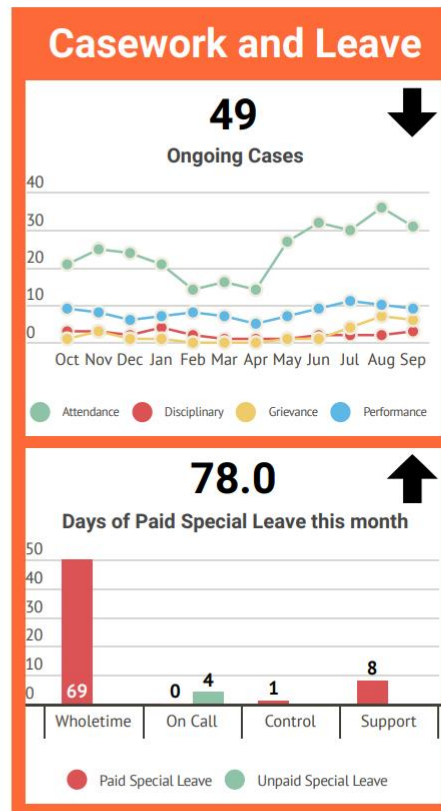 Casework and Leave
49
Ongoing Cases
40
30
20
10
0
Oct Nov Dec Jan Feb Mar Apr May Jun Jul Aug Sep
Attendance Disciplinary Grievance Performance
78.0
Days of Paid Special Leave this month
50
40
30
20
10
0
69
0
4
1
8
Wholetime On Call Control Support
Paid Special Leave Unpaid Special Leave